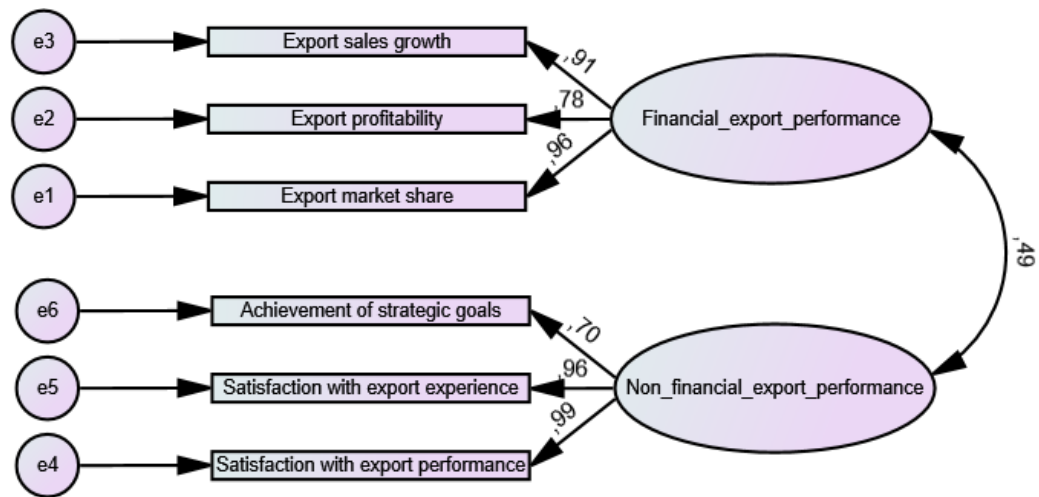 e3
Export sales growth
,91
e2
Export profitability
,78
Financial_export_performance
e1
Export market share
,96
,49
e6
Achievement of strategic goals
,70
e5
Satisfaction with export experience
,96
Non_financial_export_performance
e4
Satisfaction with export performance
,99